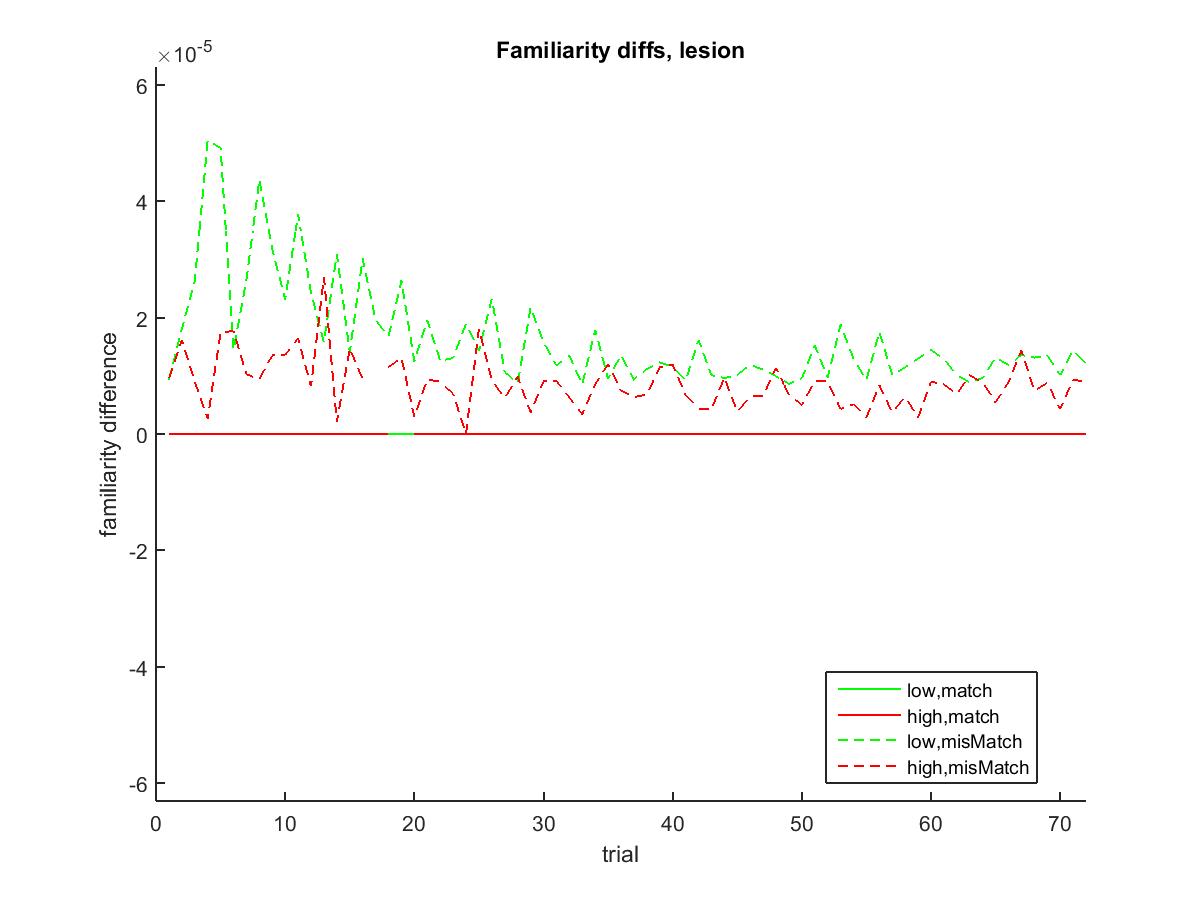 Familiarity diffs, lesion
×10-5
6
4
2
0
-2
-4
-6
familiarity difference
0 10 20 30 40 50 60 70
trial
low,match
high,match
low,misMatch
high,misMatch